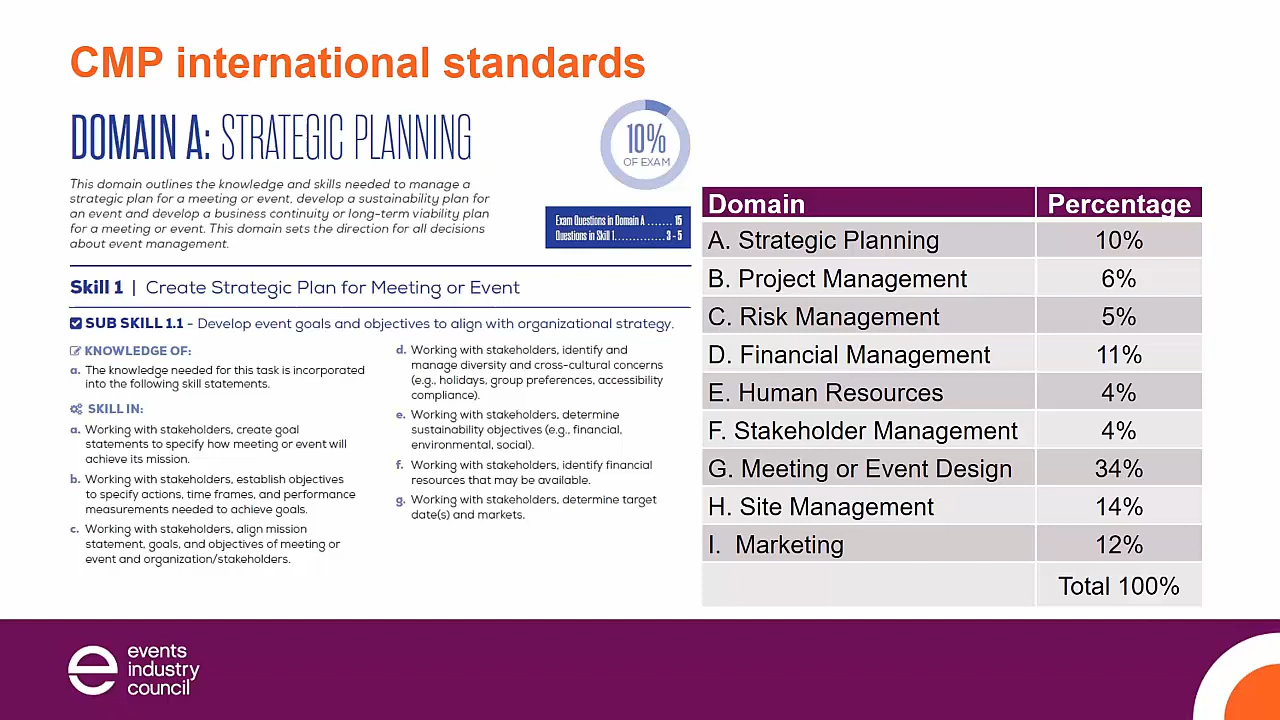 CMP international standards
DOMAIN A: STRATEGIC PLANNING
10%
OF EXAM
This domain outlines the knowledge and skills needed to manage a
strategic plan for a meeting or event, develop a sustainability plan for
an event and develop a business continuity or long-term viability plan
for a meeting or event. This domain sets the direction for all decisions
about event management.
Exam Questions in Domain A ....... 15
Questions in Skill 1............. 3 - 5
Skill 1 | Create Strategic Plan for Meeting or Event
SUB SKILL 1.1 - Develop event goals and objectives to align with organizational strategy.
KNOWLEDGE OF:
a. The knowledge needed for this task is incorporated
into the following skill statements.
SKILL IN:
a. Working with stakeholders, create goal
statements to specify how meeting or event will
achieve its mission.
b. Working with stakeholders, establish objectives
to specify actions, time frames, and performance
measurements needed to achieve goals.
c. Working with stakeholders, align mission
statement, goals, and objectives of meeting or
event and organization/stakeholders.
d. Working with stakeholders, identify and
manage diversity and cross-cultural concerns
(e.g., holidays, group preferences, accessibility
compliance).
e. Working with stakeholders, determine
sustainability objectives (e.g., financial,
environmental, social).
f. Working with stakeholders, identify financial
resources that may be available.
g. Working with stakeholders, determine target
date(s) and markets.
Domain Percentage
A. Strategic Planning 10%
B. Project Management 6%
C. Risk Management 5%
D. Financial Management 11%
E. Human Resources 4%
F. Stakeholder Management 4%
G. Meeting or Event Design 34%
H. Site Management 14%
I. Marketing 12%
Total 100%
events
industry
council